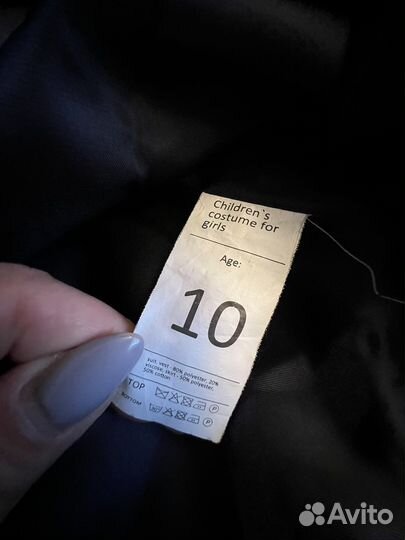 Children's
costume for
girls
Age:
10
suit, vest - 80% polyester, 20%
viscose; skirt - 50% polyester,
50% cotton
TOP
P
BOTTOM
P
Avito